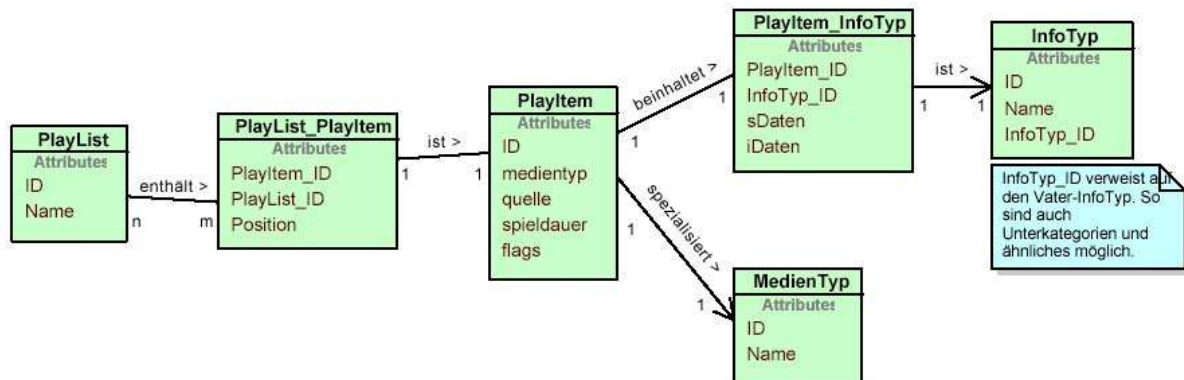 PlayList
Attributes
ID
Name
enthält >
n
m
PlayList_PlayItem
Attributes
PlayItem_ID
PlayList_ID
Position
ist >
1
1
PlayItem
Attributes
ID
medientyp
quelle
spieldauer
flags
beinhaltet >
1
1
PlayItem_InfoTyp
Attributes
PlayItem_ID
InfoTyp_ID
sDaten
iDaten
ist >
1
1
InfoTyp
Attributes
ID
Name
InfoTyp_ID
InfoTyp_ID verweist auf
den Vater-InfoTyp. So
sind auch
Unterkategorien und
ähnliches möglich.
spezialisiert >
1
1
MedienTyp
Attributes
ID
Name